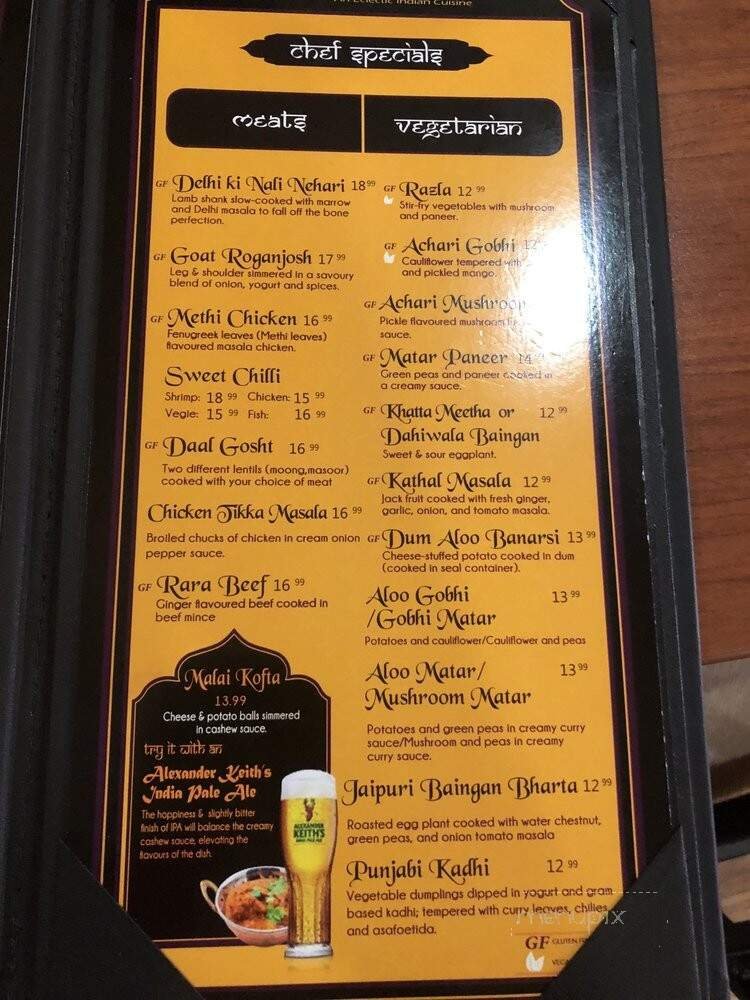 An Eclectic Indian Cuisine
chef specials
meats
vegetarian
GF Delhi ki Nali Nehari 18 99
Lamb shank slow-cooked with marrow
and Delhi masala to fall off the bone
perfection.
GF Goat Roganjosh 17 99
Leg & shoulder simmered in a savoury
blend of onion, yogurt and spices.
GF Methi Chicken 16 99
Fenugreek leaves (Methi leaves)
flavoured masala chicken.
Sweet Chilli
Shrimp: 18 99 Chicken: 15 99
Vegie: 15 99 Fish: 16 99
GF Daal Gosht 16 99
Two different lentils (moong,masoor)
cooked with your choice of meat
Chicken Tikka Masala 16 99
Broiled chucks of chicken in cream onion
pepper sauce.
GF Rara Beef 16 99
Ginger flavoured beef cooked in
beef mince
Malai Kofta
13.99
Cheese & potato balls simmered
in cashew sauce.
try it with an
Alexander Keith's
India Pale Ale
The hoppiness & slightly bitter
finish of IPA will balance the creamy
cashew sauce, elevating the
flavours of the dish.
ALEXANDER
KEITH'S
INDIA PALE ALE
GF Razla 12 99
Stir-fry vegetables with mushroom
and paneer.
GF Achari Gobhi 12
Cauliflower tempered with
and pickled mango.
GF Achari Mushroom
Pickle flavoured mushroom
sauce.
GF Matar Paneer 14
Green peas and paneer cooked in
a creamy sauce.
GF Khatta Meetha or 12 99
Dahiwala Baingan
Sweet & sour eggplant.
GF Kathal Masala 12 99
Jack fruit cooked with fresh ginger,
garlic, onion, and tomato masala.
GF Dum Aloo Banarsi 13 99
Cheese-stuffed potato cooked in dum
(cooked in seal container).
Aloo Gobhi 13 99
/Gobhi Matar
Potatoes and cauliflower/Cauliflower and peas
Aloo Matar/ 13 99
Mushroom Matar
Potatoes and green peas in creamy curry
sauce/Mushroom and peas in creamy
curry sauce.
Jaipuri Baingan Bharta 12 99
Roasted egg plant cooked with water chestnut,
green peas, and onion tomato masala
Punjabi Kadhi 12 99
Vegetable dumplings dipped in yogurt and gram
based kadhi; tempered with curry leaves, chilies
and asafoetida.
menupix
GF GLUTEN